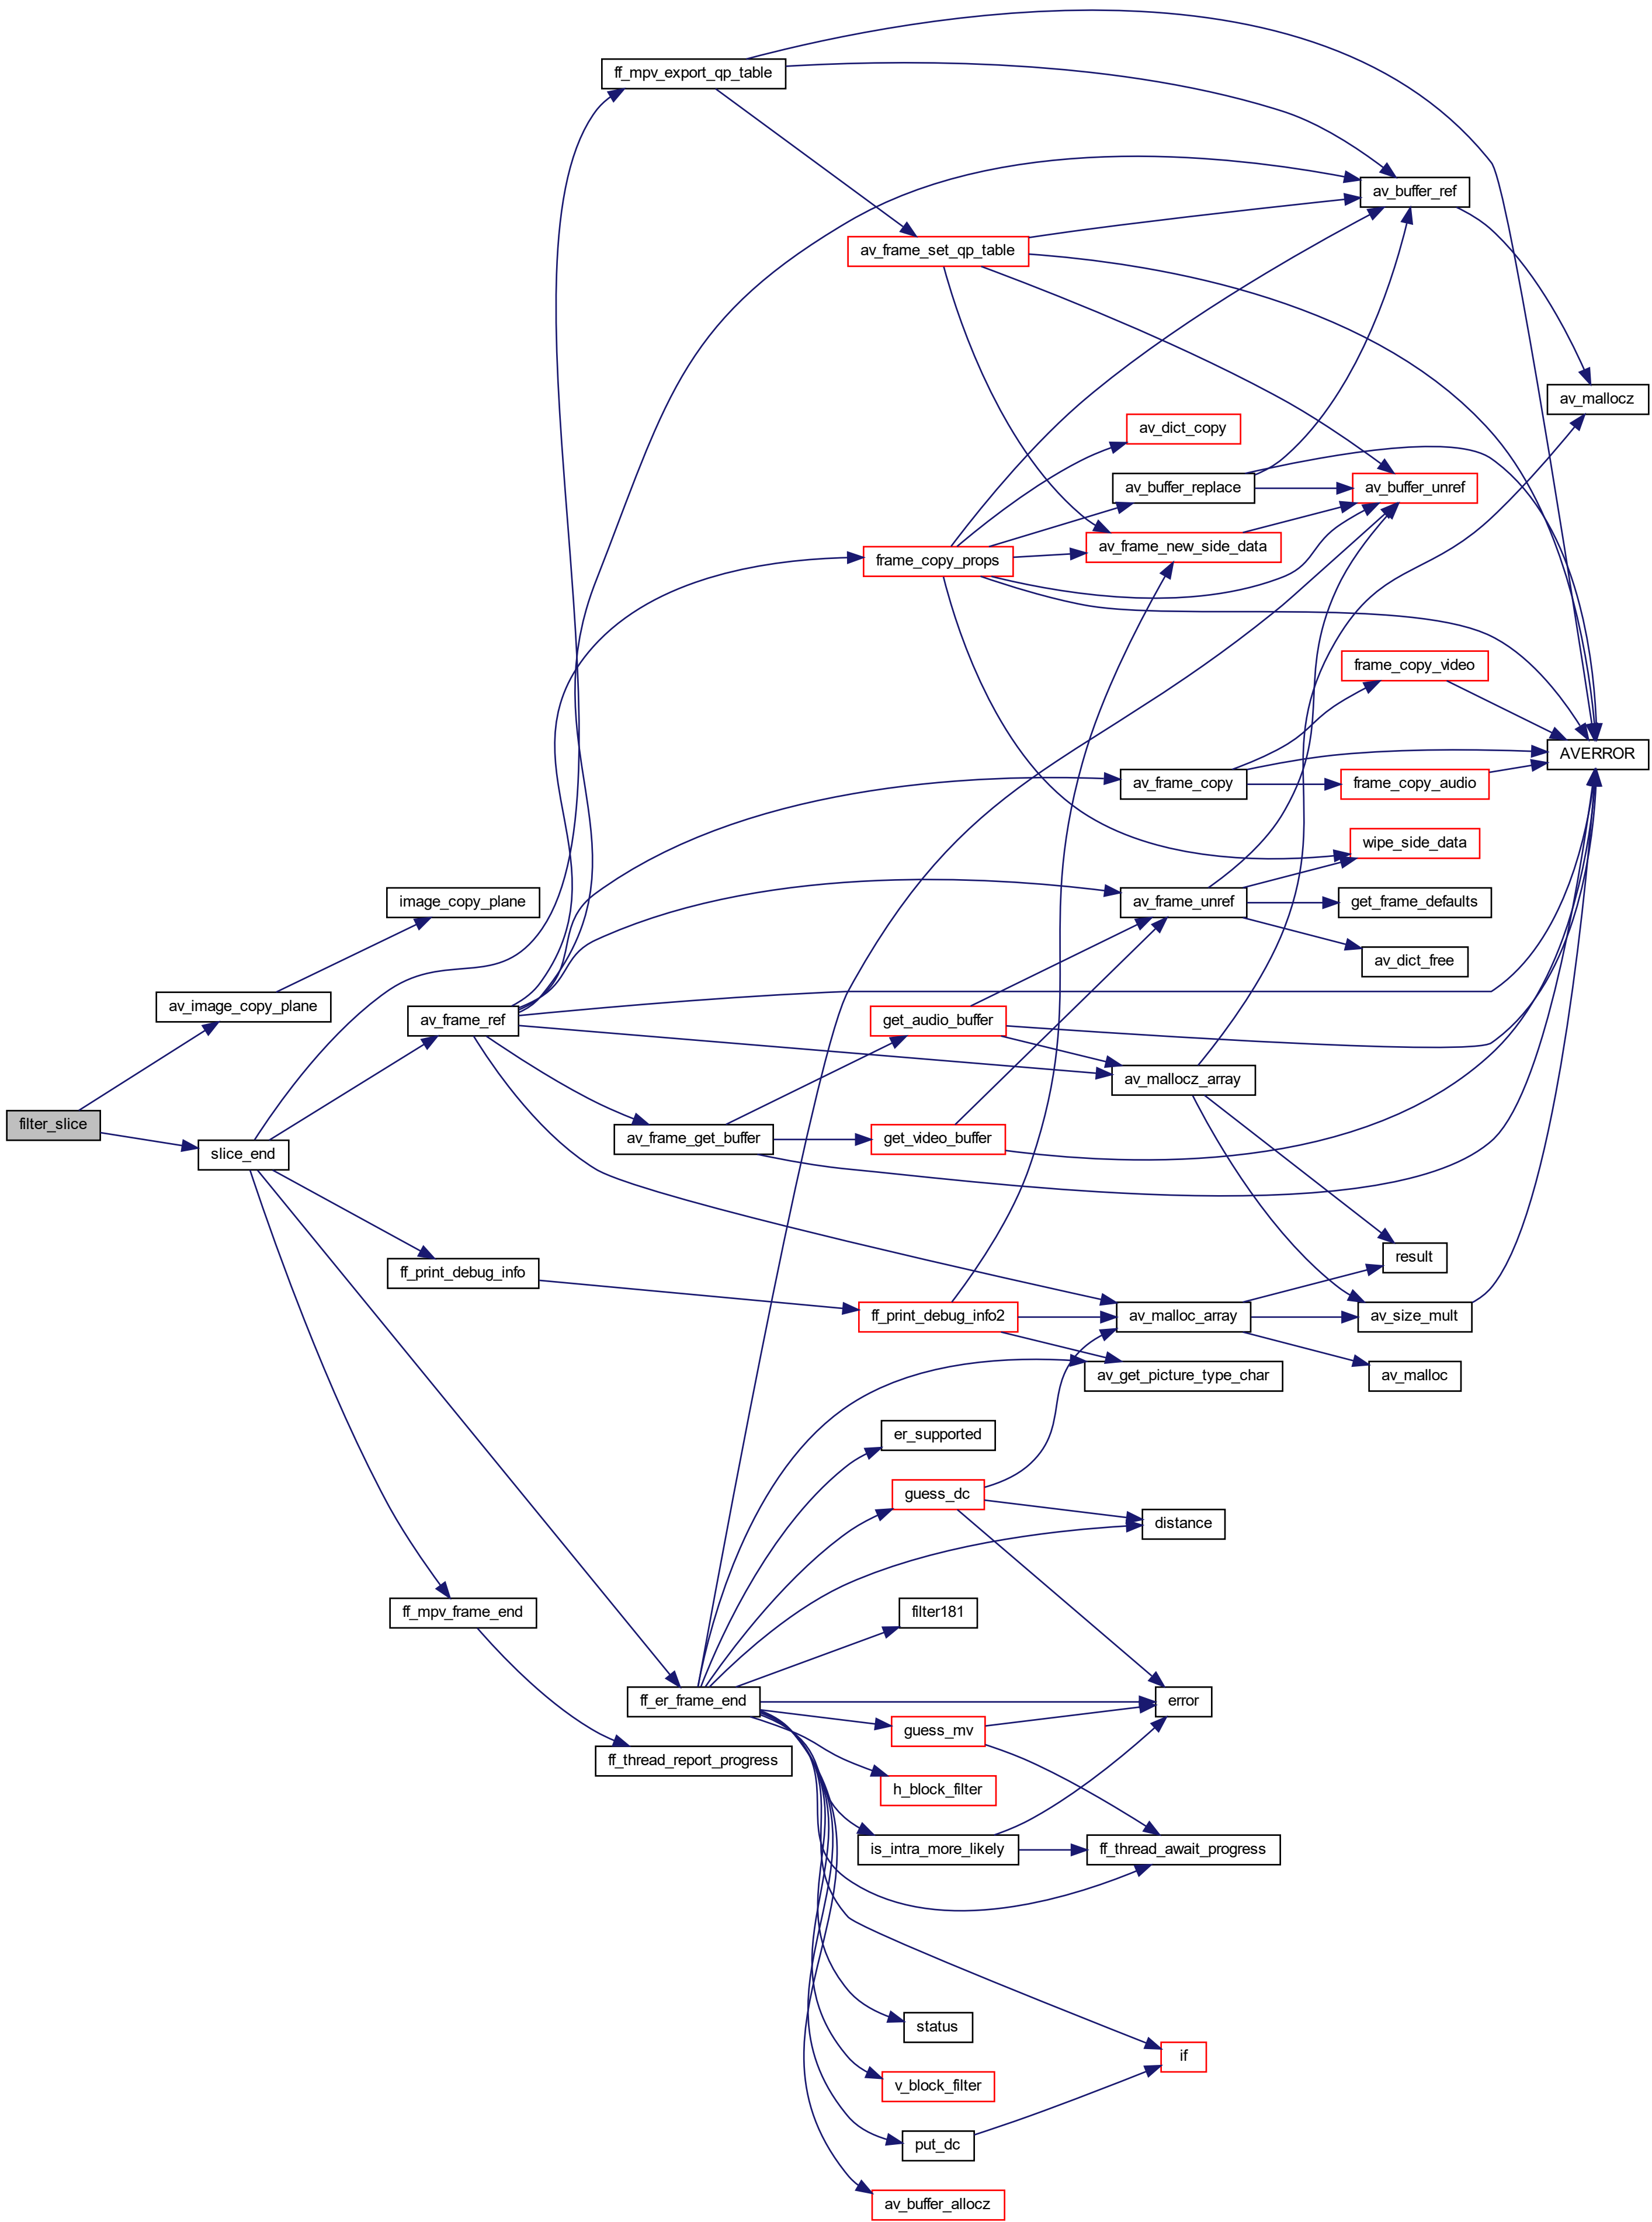 ff_mpv_export_qp_table
av_buffer_ref
av_frame_set_qp_table
av_mallocz
av_dict_copy
av_buffer_replace
av_buffer_unref
av_frame_new_side_data
frame_copy_props
frame_copy_video
AVERROR
av_frame_copy
frame_copy_audio
wipe_side_data
image_copy_plane
av_frame_unref
get_frame_defaults
av_dict_free
av_image_copy_plane
av_frame_ref
get_audio_buffer
av_mallocz_array
filter_slice
av_frame_get_buffer
get_video_buffer
slice_end
result
ff_print_debug_info
ff_print_debug_info2
av_malloc_array
av_size_mult
av_get_picture_type_char
av_malloc
er_supported
guess_dc
distance
ff_mpv_frame_end
filter181
ff_er_frame_end
error
guess_mv
ff_thread_report_progress
h_block_filter
is_intra_more_likely
ff_thread_await_progress
status
if
v_block_filter
put_dc
av_buffer_allocz